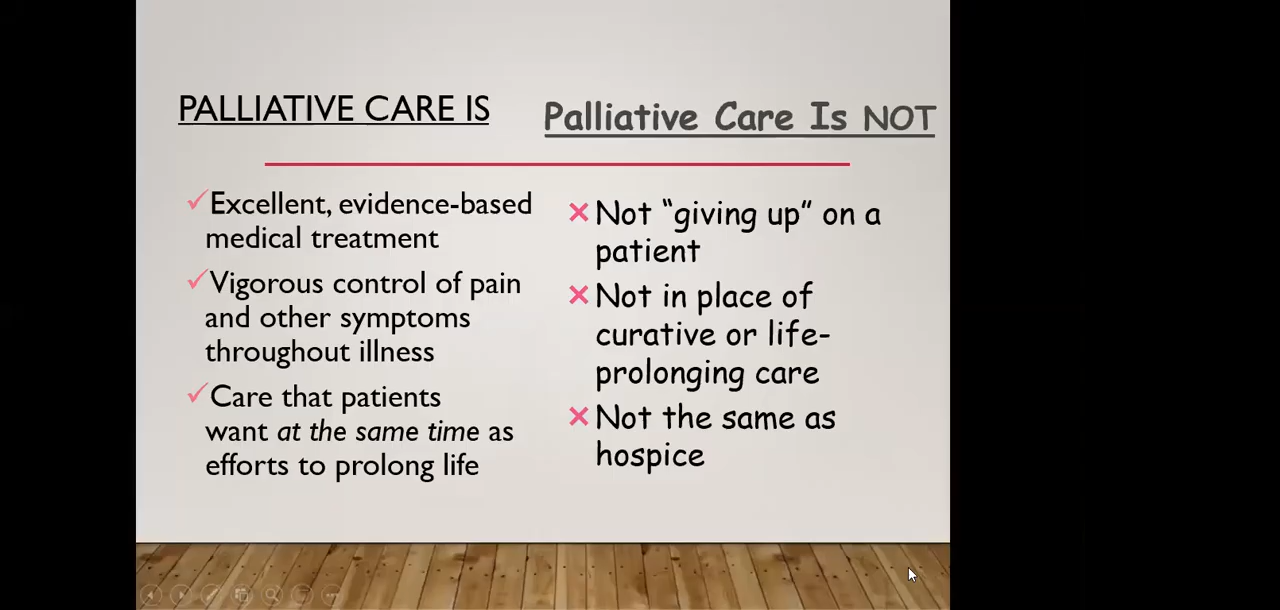 PALLIATIVE CARE IS
Excellent, evidence-based
medical treatment
Vigorous control of pain
and other symptoms
throughout illness
Care that patients
want at the same time as
efforts to prolong life
Palliative Care Is NOT
Not “giving up” on a
patient
Not in place of
curative or life-
prolonging care
Not the same as
hospice